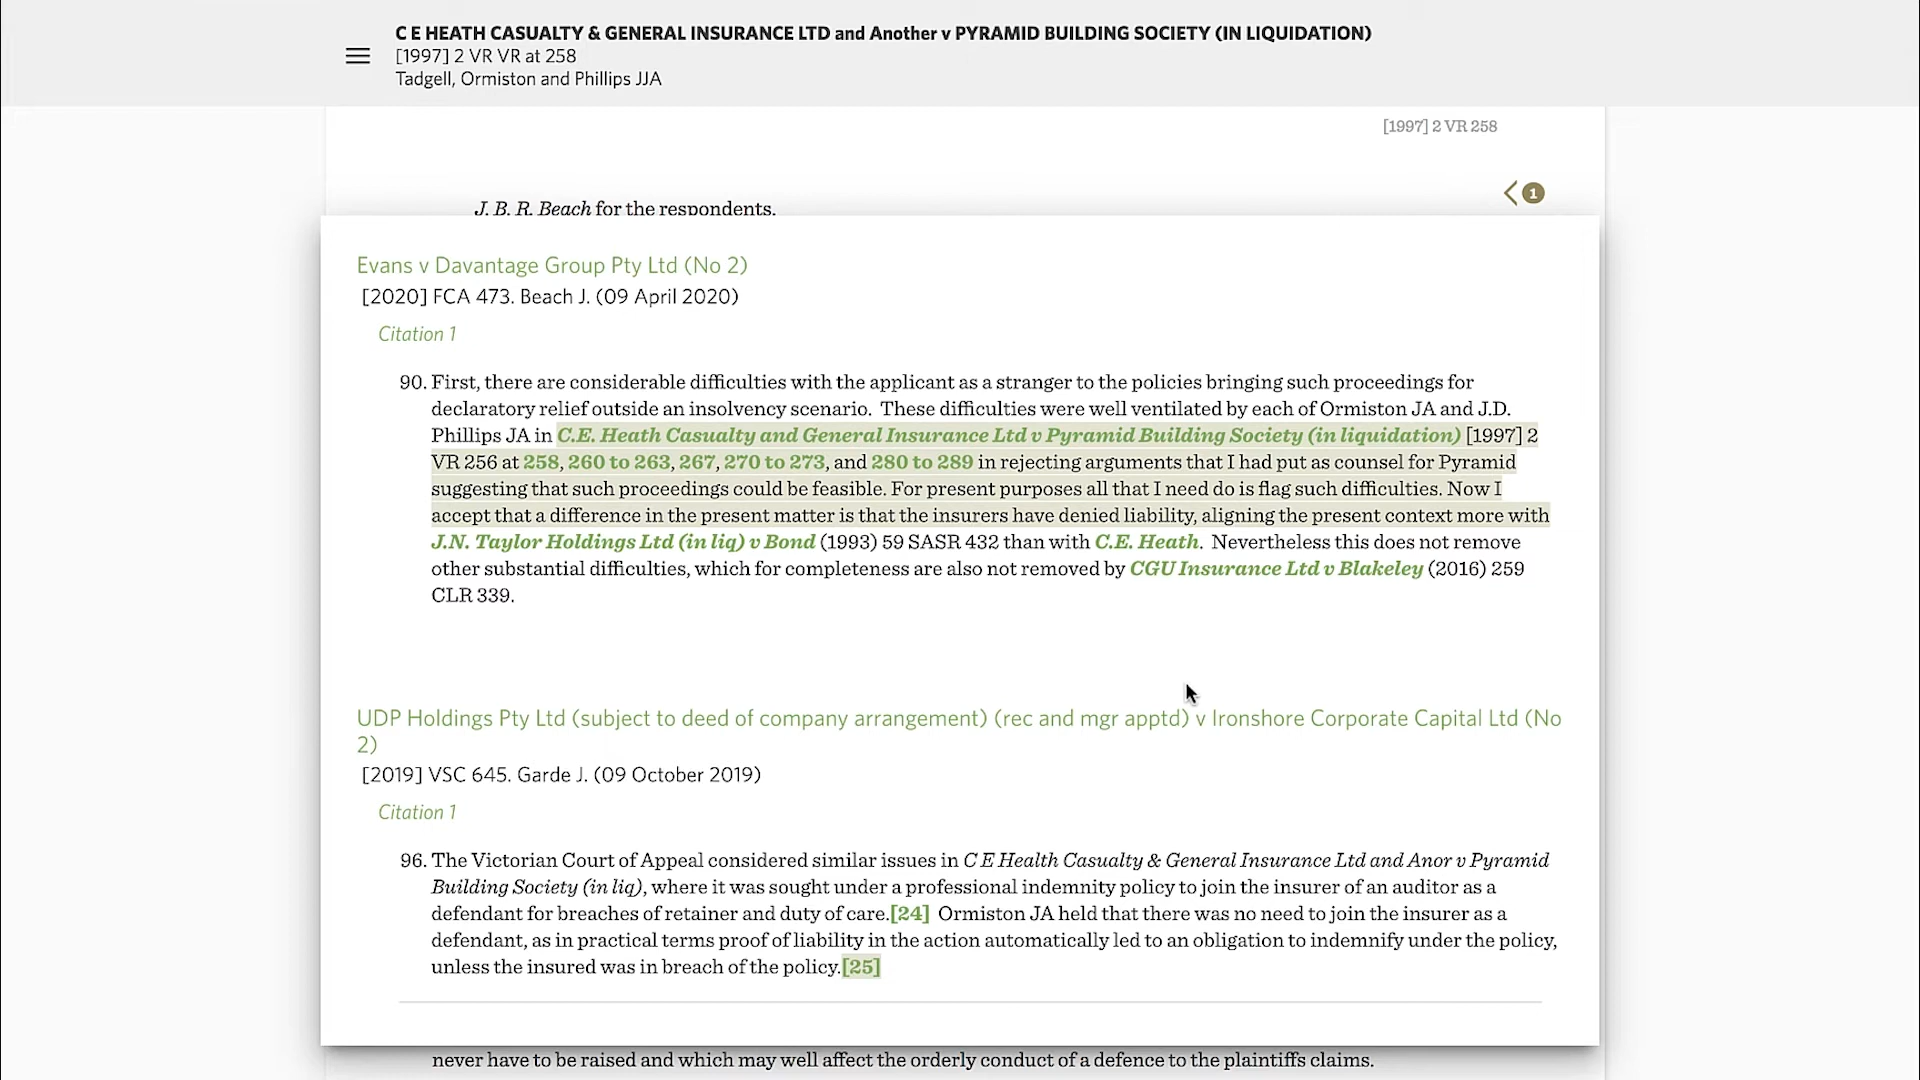 C E HEATH CASUALTY & GENERAL INSURANCE LTD and Another v PYRAMID BUILDING SOCIETY (IN LIQUIDATION)
[1997] 2 VR VR at 258
Tadgell, Ormiston and Phillips JJA
[1997] 2 VR 258
1
J. B. R. Beach for the respondents.
Evans v Davantage Group Pty Ltd (No 2)
[2020] FCA 473. Beach J. (09 April 2020)
Citation 1
90. First, there are considerable difficulties with the applicant as a stranger to the policies bringing such proceedings for
declaratory relief outside an insolvency scenario. These difficulties were well ventilated by each of Ormiston JA and J.D.
Phillips JA in C.E. Heath Casualty and General Insurance Ltd v Pyramid Building Society (in liquidation) [1997] 2
VR 256 at 258, 260 to 263, 267, 270 to 273, and 280 to 289 in rejecting arguments that I had put as counsel for Pyramid
suggesting that such proceedings could be feasible. For present purposes all that I need do is flag such difficulties. Now I
accept that a difference in the present matter is that the insurers have denied liability, aligning the present context more with
J.N. Taylor Holdings Ltd (in liq) v Bond (1993) 59 SASR 432 than with C.E. Heath. Nevertheless this does not remove
other substantial difficulties, which for completeness are also not removed by CGU Insurance Ltd v Blakeley (2016) 259
CLR 339.
UDP Holdings Pty Ltd (subject to deed of company arrangement) (rec and mgr apptd) v Ironshore Corporate Capital Ltd (No
2)
[2019] VSC 645. Garde J. (09 October 2019)
Citation 1
96. The Victorian Court of Appeal considered similar issues in C E Health Casualty & General Insurance Ltd and Anor v Pyramid
Building Society (in liq), where it was sought under a professional indemnity policy to join the insurer of an auditor as a
defendant for breaches of retainer and duty of care.[24] Ormiston JA held that there was no need to join the insurer as a
defendant, as in practical terms proof of liability in the action automatically led to an obligation to indemnify under the policy,
unless the insured was in breach of the policy.[25]
never have to be raised and which may well affect the orderly conduct of a defence to the plaintiffs claims.